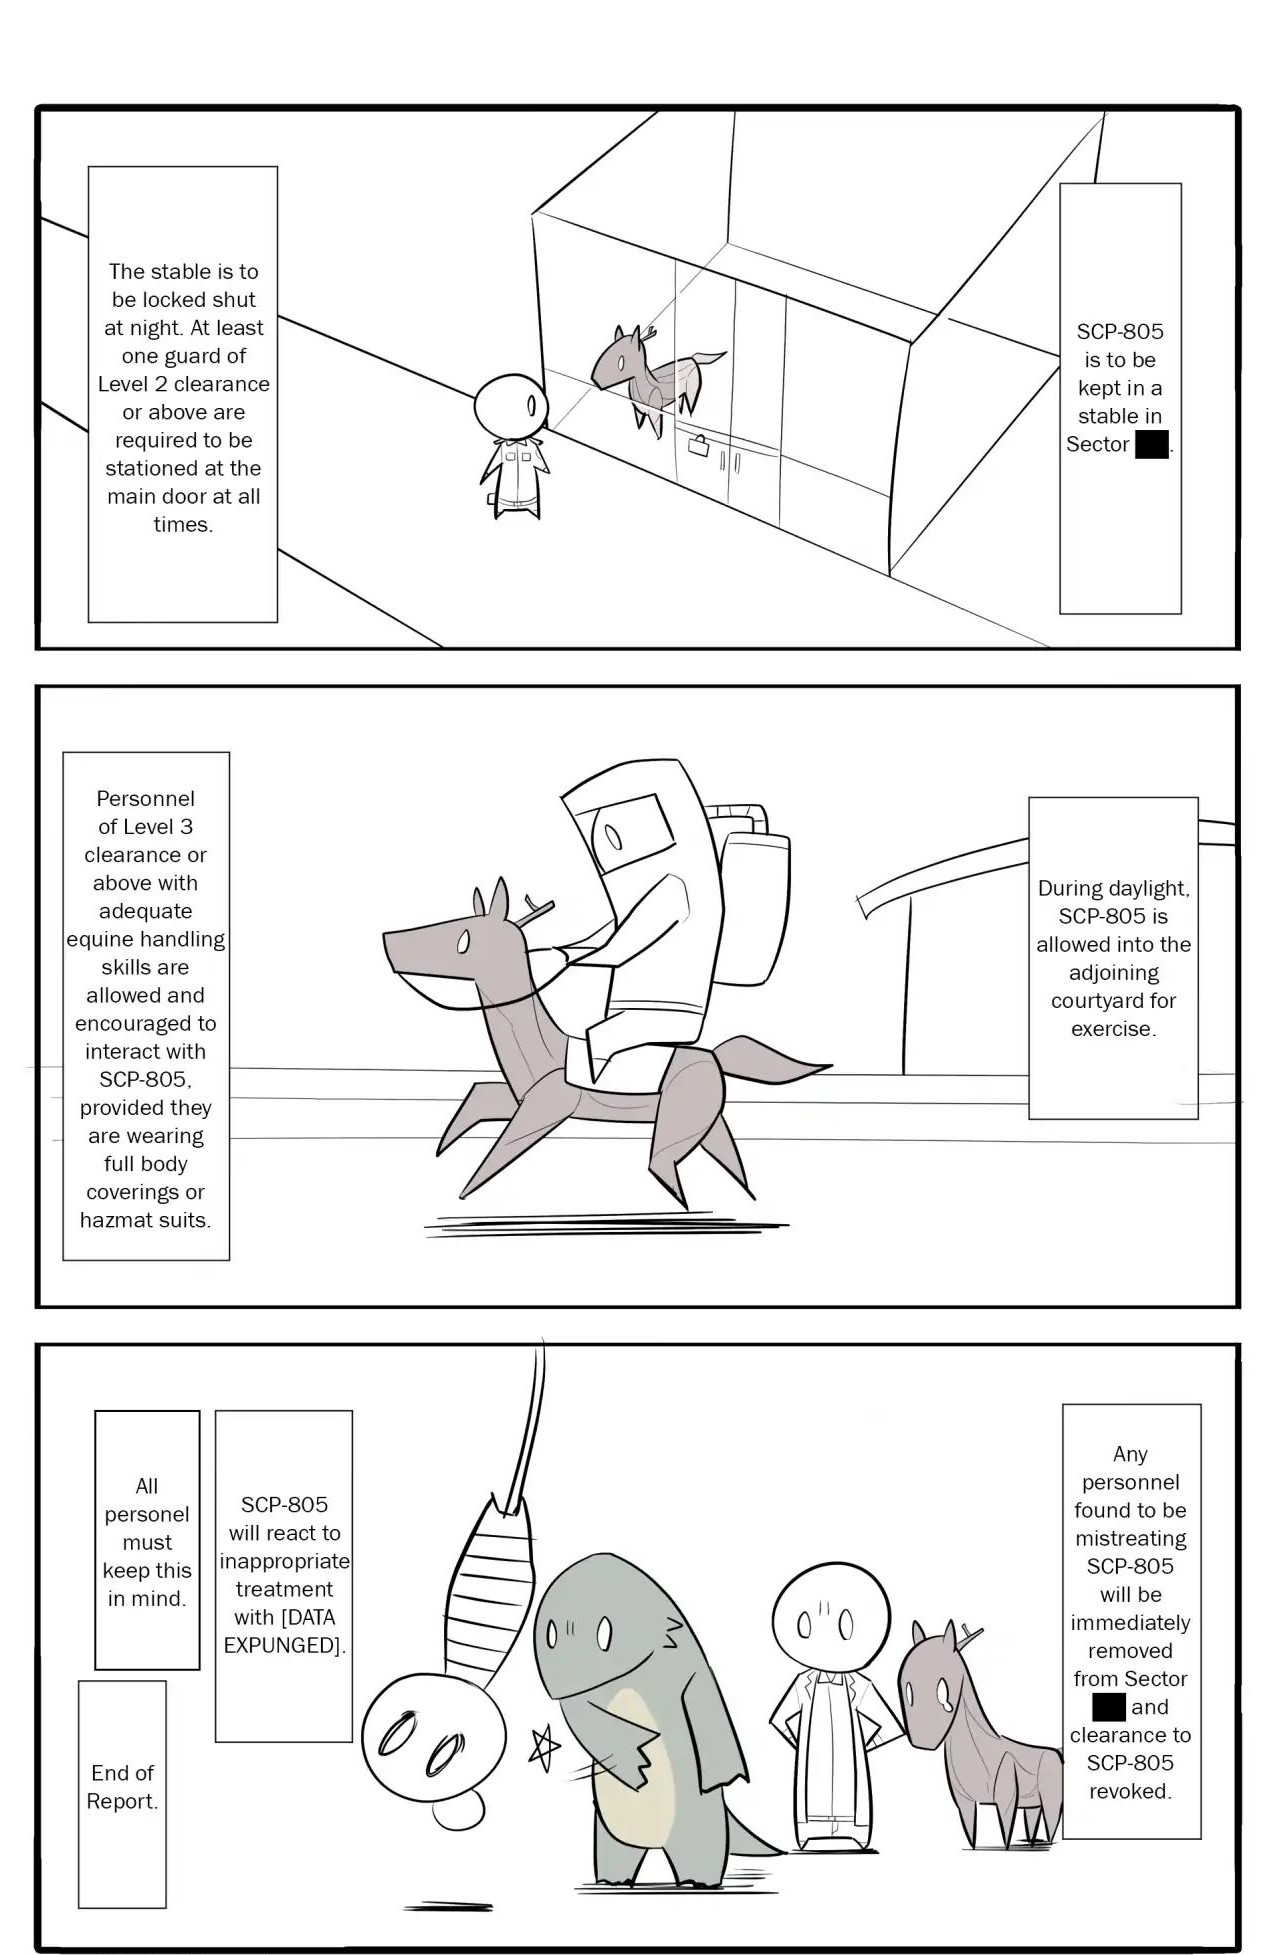 SCP-805
is to be
kept in a
stable in
Sector
.
The stable is to
be locked shut
at night. At least
one guard of
Level 2 clearance
or above are
required to be
stationed at the
main door at all
times.
During daylight,
SCP-805 is
allowed into the
adjoining
courtyard for
exercise.
Personnel
of Level 3
clearance or
above with
adequate
equine handling
skills are
allowed and
encouraged to
interact with
SCP-805,
provided they
are wearing
full body
coverings or
hazmat suits.
Any
personnel
found to be
mistreating
SCP-805
will be
immediately
removed
from Sector
and
clearance to
SCP-805
revoked.
SCP-805
will react to
inappropriate
treatment
with [DATA
EXPUNGED].
All
personel
must
keep this
in mind.
End of
Report.